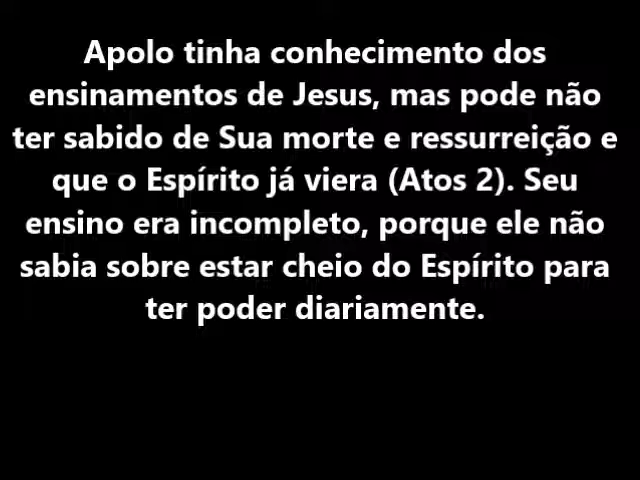 Apolo tinha conhecimento dos
ensinamentos de Jesus, mas pode não
ter sabido de Sua morte e ressurreição e
que o Espírito já viera (Atos 2). Seu
ensino era incompleto, porque ele não
sabia sobre estar cheio do Espírito para
ter poder diariamente.